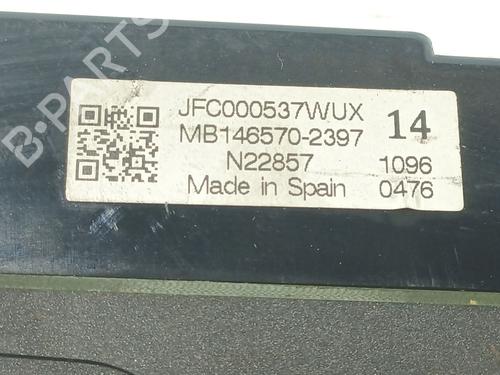 B-PARTS
JFC000537WUX
MB146570-2397
14
N22857
1096
Made in Spain
0476